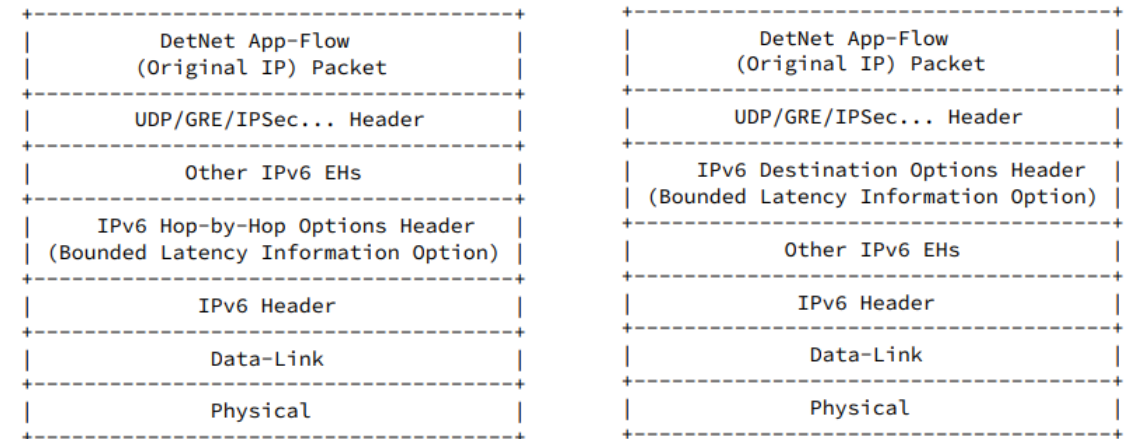 DetNet App-Flow
(Original IP) Packet
UDP/GRE/IPSec... Header
Other IPv6 EHs
IPv6 Hop-by-Hop Options Header
(Bounded Latency Information Option)
IPv6 Header
Data-Link
Physical
DetNet App-Flow
(Original IP) Packet
UDP/GRE/IPSec... Header
IPv6 Destination Options Header
(Bounded Latency Information Option)
Other IPv6 EHs
IPv6 Header
Data-Link
Physical